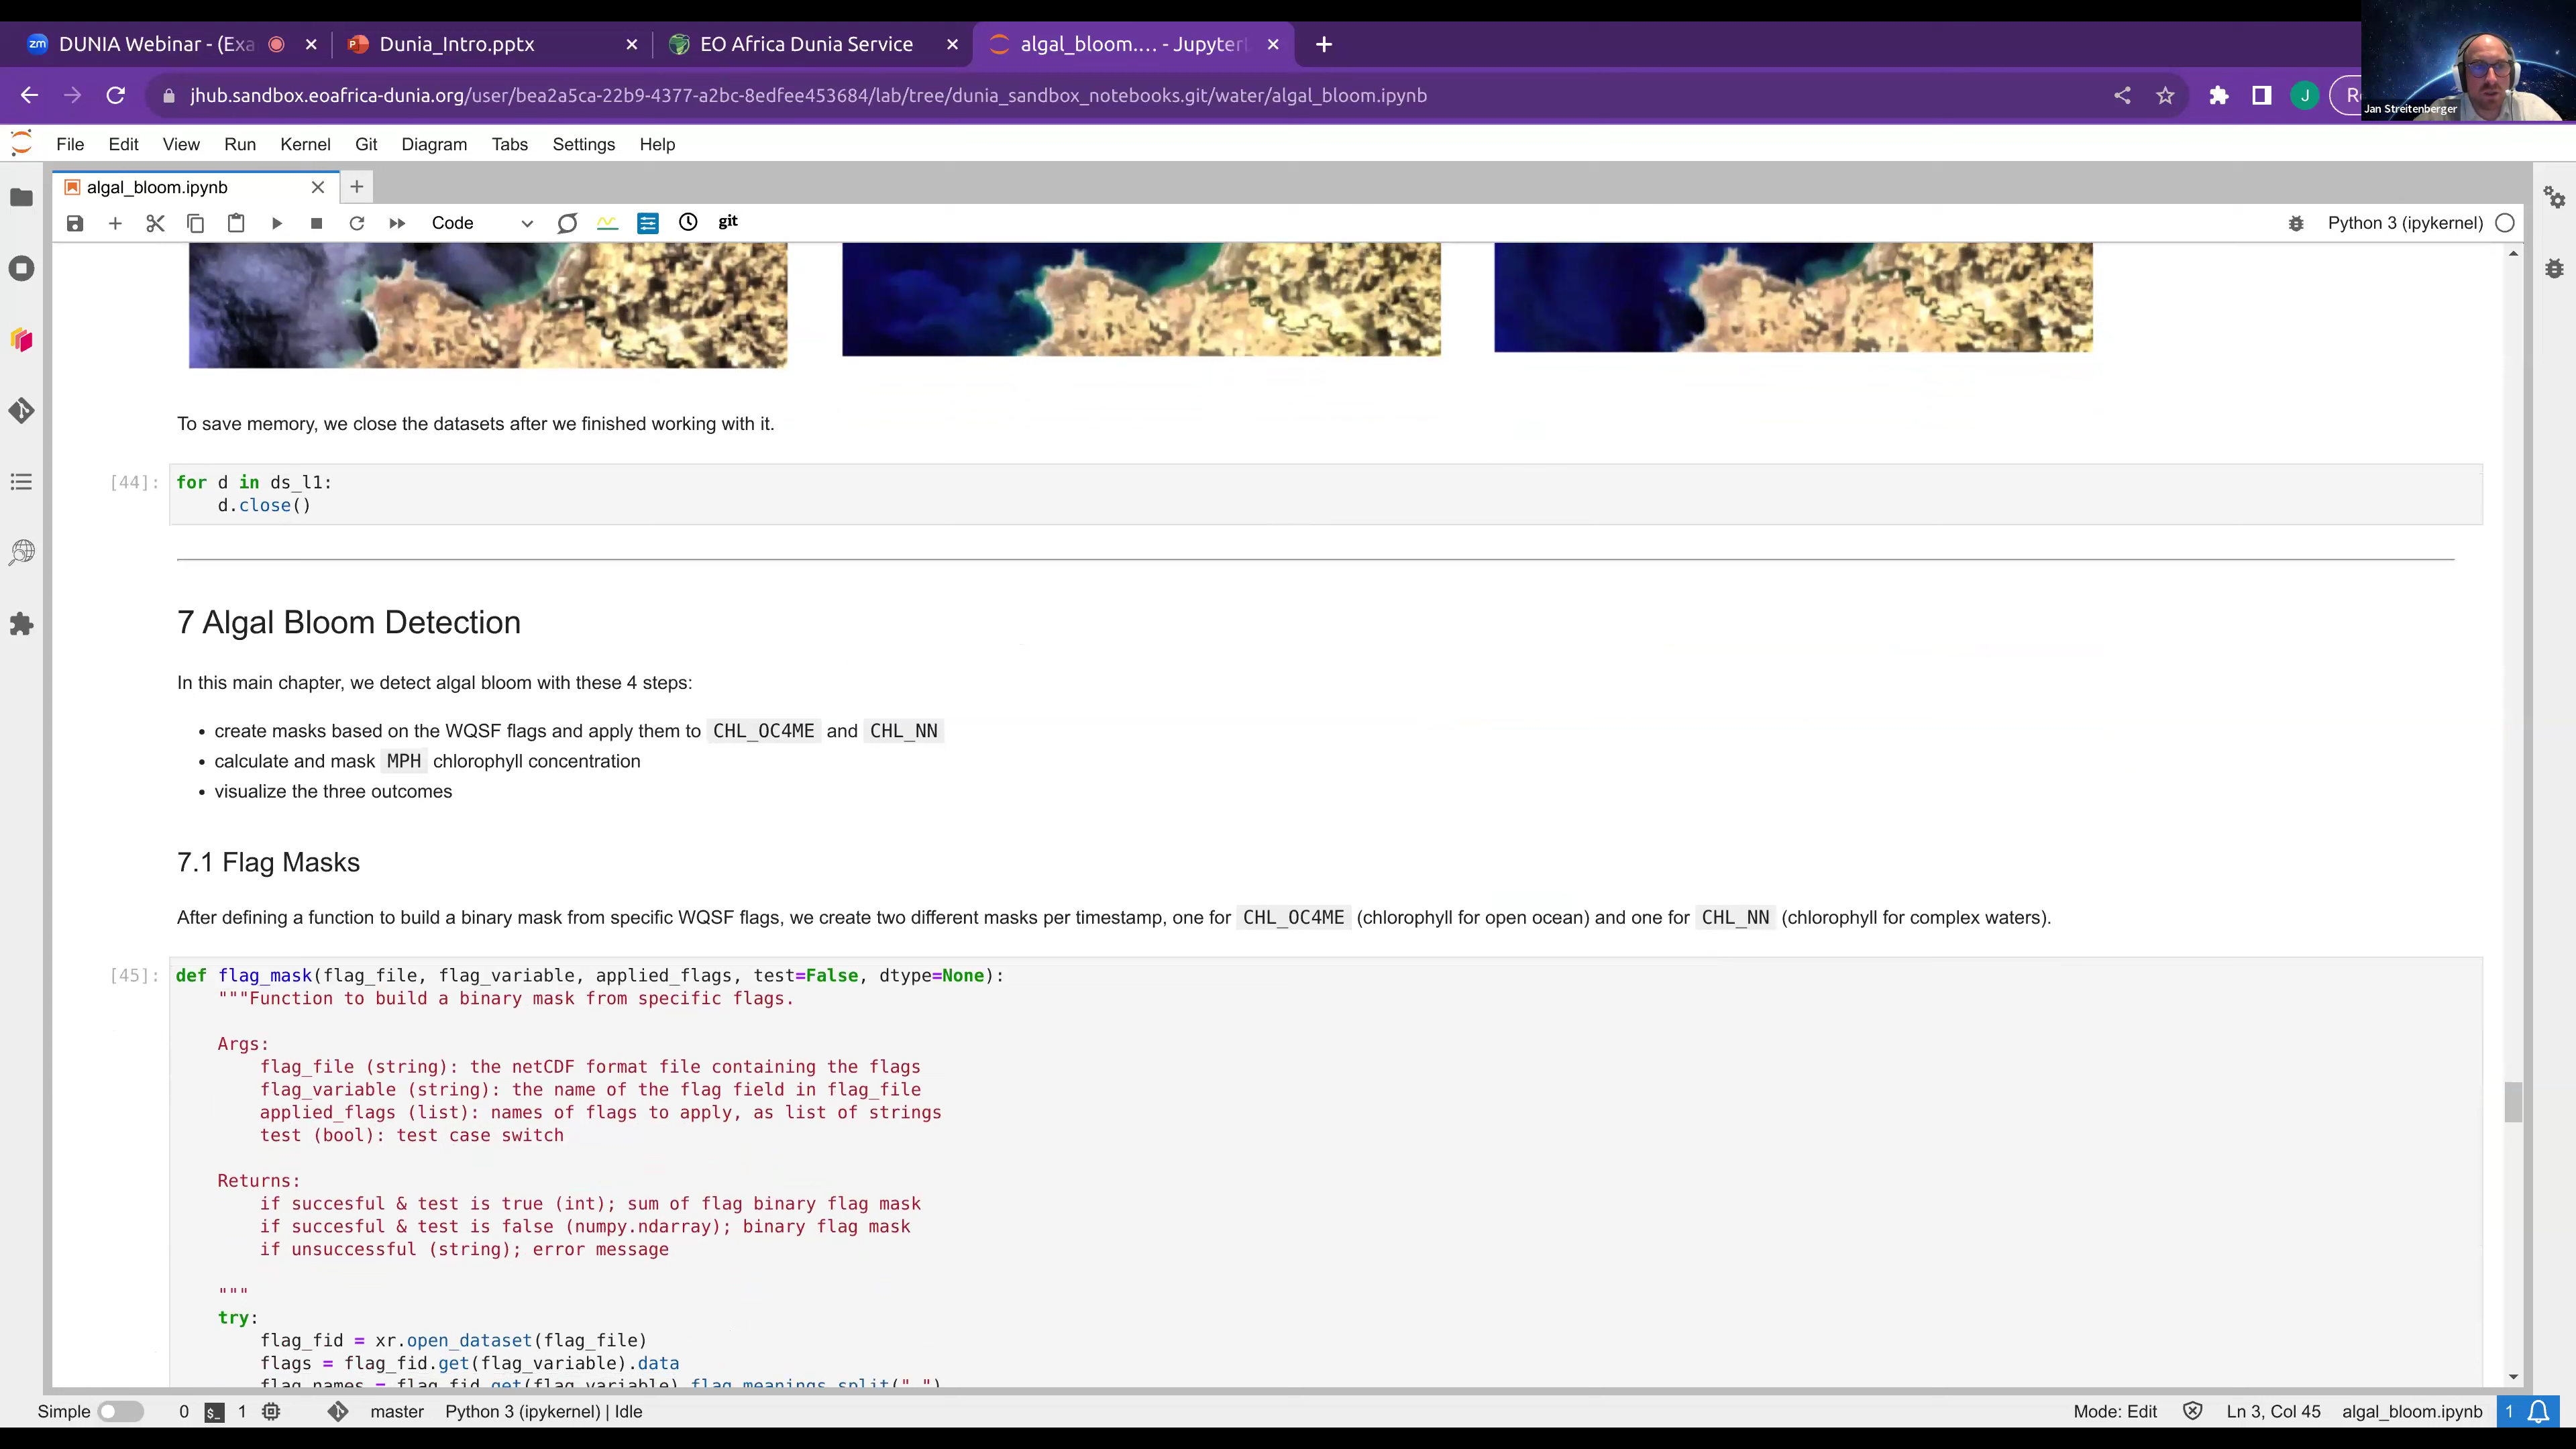 DUNIA Webinar - (Exa
Dunia_Intro.pptx
EO Africa Dunia Service
algal_bloom.… - Jupyter
jhub.sandbox.eoafrica-dunia.org/user/bea2a5ca-22b9-4377-a2bc-8edfee453684/lab/tree/dunia_sandbox_notebooks.git/water/algal_bloom.ipynb
J
Jan Streitenberger
File Edit View Run Kernel Git Diagram Tabs Settings Help
algal_bloom.ipynb
Code
git
Python 3 (ipykernel)
To save memory, we close the datasets after we finished working with it.
[44]: for d in ds_l1:
d.close()
7 Algal Bloom Detection
In this main chapter, we detect algal bloom with these 4 steps:
• create masks based on the WQSF flags and apply them to CHL_OC4ME and CHL_NN
• calculate and mask MPH chlorophyll concentration
• visualize the three outcomes
7.1 Flag Masks
After defining a function to build a binary mask from specific WQSF flags, we create two different masks per timestamp, one for CHL_OC4ME (chlorophyll for open ocean) and one for CHL_NN (chlorophyll for complex waters).
[45]: def flag_mask(flag_file, flag_variable, applied_flags, test=False, dtype=None):
"""Function to build a binary mask from specific flags.
Args:
flag_file (string): the netCDF format file containing the flags
flag_variable (string): the name of the flag field in flag_file
applied_flags (list): names of flags to apply, as list of strings
test (bool): test case switch
Returns:
if succesful & test is true (int); sum of flag binary flag mask
if succesful & test is false (numpy.ndarray); binary flag mask
if unsuccessful (string); error message
"""
try:
flag_fid = xr.open_dataset(flag_file)
flags = flag_fid.get(flag_variable).data
flag_names = flag_fid.get(flag_variable).flag_meanings.split(" ")
Simple 0 $_ 1 master Python 3 (ipykernel) | Idle Mode: Edit Ln 3, Col 45 algal_bloom.ipynb 1